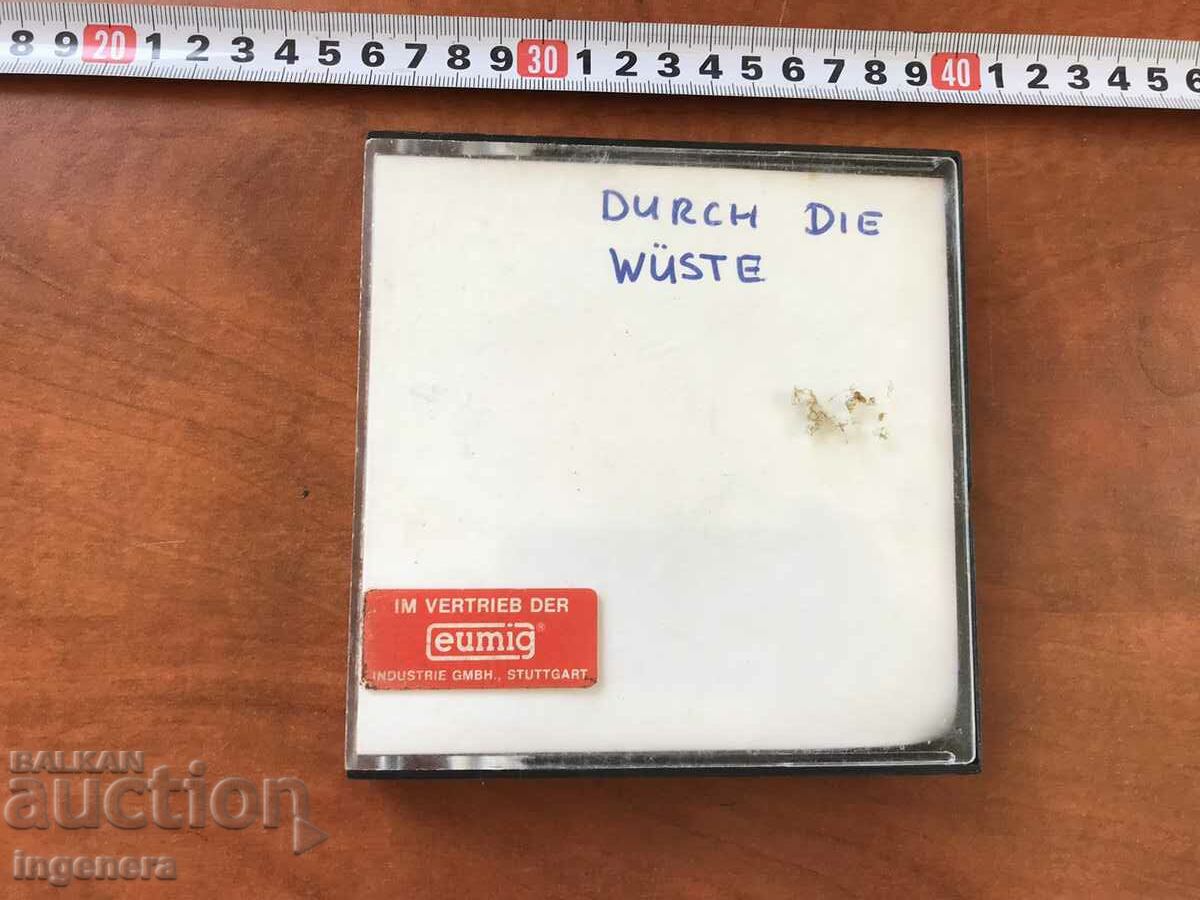 8 9 20 1 2 3 4 5 6 7 8 9 30 1 2 3 4 5 6 7 8 9 40 1 2 3 4 5 6
DURCH DIE
WÜSTE
IM VERTRIEB DER
eumig®
INDUSTRIE GMBH., STUTTGART
BALKAN
auction
ingenera